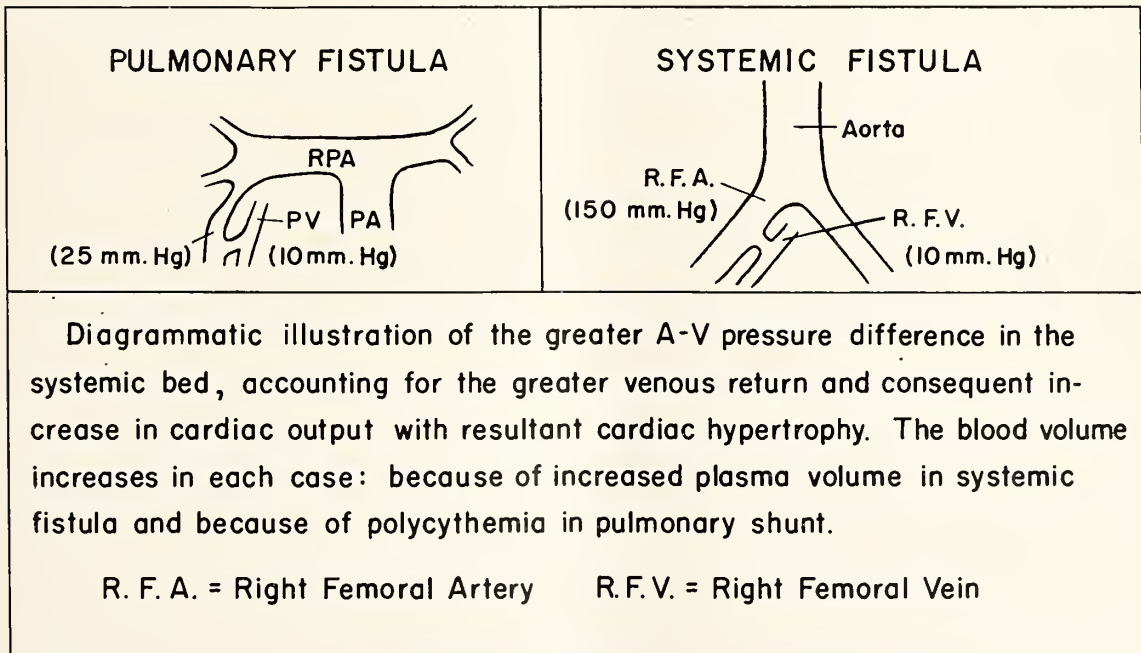 PULMONARY FISTULA
RPA
PV
PA
(25 mm. Hg)
(10 mm. Hg)
SYSTEMIC FISTULA
Aorta
R. F. A.
(150 mm. Hg)
R. F. V.
(10 mm. Hg)
Diagrammatic illustration of the greater A-V pressure difference in the
systemic bed, accounting for the greater venous return and consequent in-
crease in cardiac output with resultant cardiac hypertrophy. The blood volume
increases in each case: because of increased plasma volume in systemic
fistula and because of polycythemia in pulmonary shunt.
R. F. A. = Right Femoral Artery R. F. V. = Right Femoral Vein